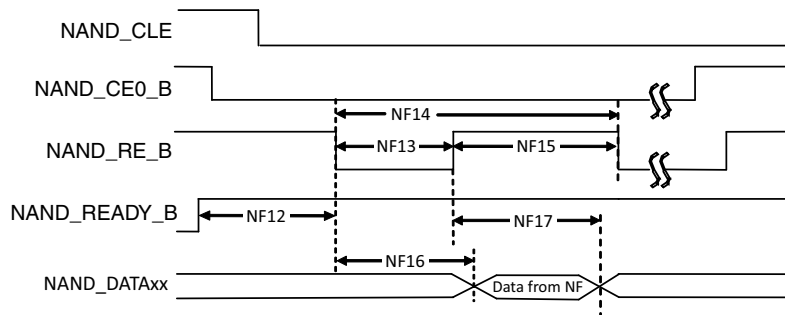 NAND_CLE
NAND_CE0_B
NF14
NAND_RE_B
NF13
NF15
NAND_READY_B
NF12
NF17
NF16
NAND_DATAxx
Data from NF